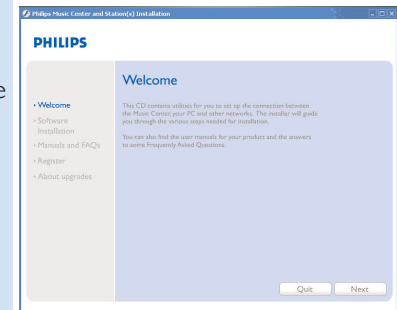 Philips Music Center and Station(s) Installation
PHILIPS
e
Welcome
Software
Installation
Manuals and FAQs
Register
About upgrades
Welcome
This CD contains utilities for you to set up the connection between
the Music Center, your PC and other networks. The installer will guide
you through the various steps needed for installation.
You can also find the user manuals for your product and the answers
to some Frequently Asked Questions.
Quit
Next